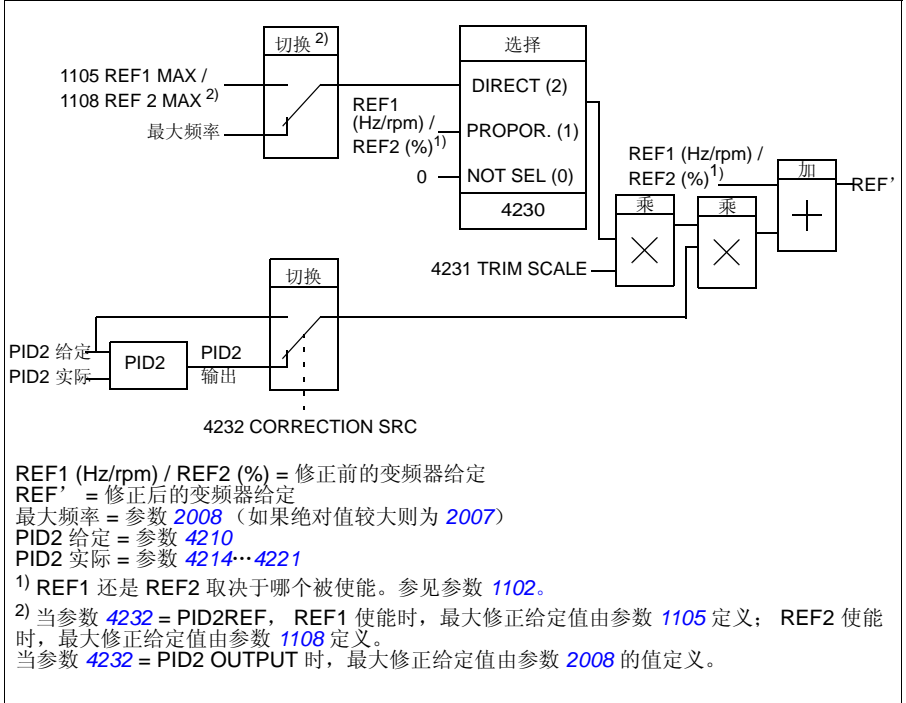 切换 2)
选择
1105 REF1 MAX /
1108 REF 2 MAX 2)
最大频率
DIRECT (2)
REF1
(Hz/rpm) /
REF2 (%)1)
PROPOR. (1)
0
NOT SEL (0)
4230
REF1 (Hz/rpm) /
REF2 (%)1)
加
REF’
乘
乘
4231 TRIM SCALE
切换
PID2 给定
PID2 实际
PID2
PID2
输出
4232 CORRECTION SRC
REF1 (Hz/rpm) / REF2 (%) = 修正前的变频器给定
REF’ = 修正后的变频器给定
最大频率 = 参数 2008 (如果绝对值较大则为 2007)
PID2 给定 = 参数 4210
PID2 实际 = 参数 4214…4221
1) REF1 还是 REF2 取决于哪个被使能。参见参数 1102。
2) 当参数 4232 = PID2REF， REF1 使能时，最大修正给定值由参数 1105 定义； REF2 使能
时，最大修正给定值由参数 1108 定义。
当参数 4232 = PID2 OUTPUT 时，最大修正给定值由参数 2008 的值定义。